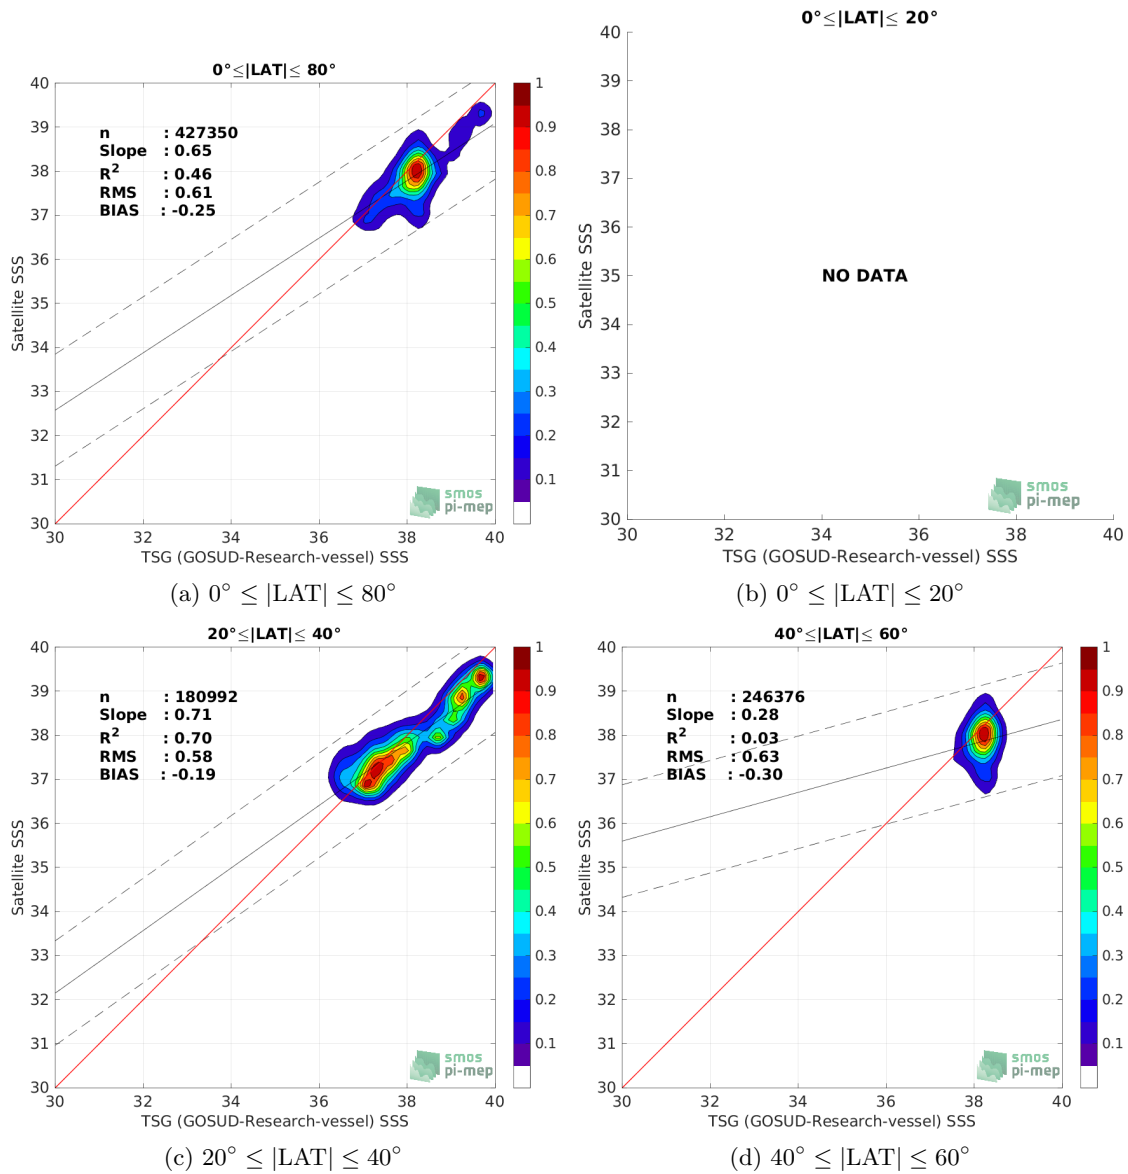 0°≤|LAT|≤ 80°
40
39
38
37
36
35
34
33
32
31
30
Satellite SSS
n : 427350
Slope : 0.65
R² : 0.46
RMS : 0.61
BIAS : -0.25
smos
pi-mep
30 32 34 36 38 40
TSG (GOSUD-Research-vessel) SSS
1
0.9
0.8
0.7
0.6
0.5
0.4
0.3
0.2
0.1
(a) 0° ≤ |LAT| ≤ 80°
0°≤|LAT|≤ 20°
40
39
38
37
36
35
34
33
32
31
30
Satellite SSS
NO DATA
smos
pi-mep
30 32 34 36 38 40
TSG (GOSUD-Research-vessel) SSS
(b) 0° ≤ |LAT| ≤ 20°
20°≤|LAT|≤ 40°
40
39
38
37
36
35
34
33
32
31
30
Satellite SSS
n : 180992
Slope : 0.71
R² : 0.70
RMS : 0.58
BIAS : -0.19
smos
pi-mep
30 32 34 36 38 40
TSG (GOSUD-Research-vessel) SSS
1
0.9
0.8
0.7
0.6
0.5
0.4
0.3
0.2
0.1
(c) 20° ≤ |LAT| ≤ 40°
40°≤|LAT|≤ 60°
40
39
38
37
36
35
34
33
32
31
30
Satellite SSS
n : 246376
Slope : 0.28
R² : 0.03
RMS : 0.63
BIAS : -0.30
smos
pi-mep
30 32 34 36 38 40
TSG (GOSUD-Research-vessel) SSS
1
0.9
0.8
0.7
0.6
0.5
0.4
0.3
0.2
0.1
(d) 40° ≤ |LAT| ≤ 60°